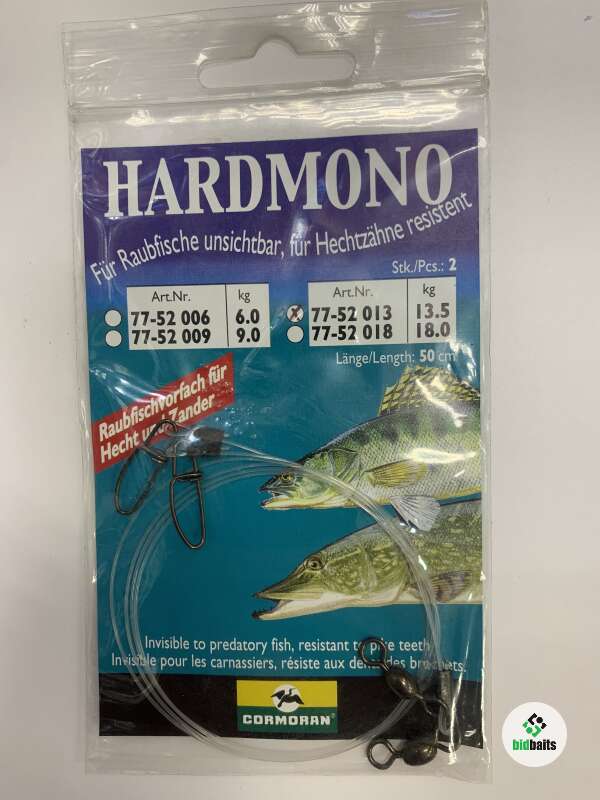 HARDMONO
Für Raubfische unsichtbar, für Hechtzähne resistent
Stk./Pcs.: 2
Art.Nr. kg Art.Nr. kg
77-52 006 6.0 X 77-52 013 13.5
77-52 009 9.0 77-52 018 18.0
Länge/Length: 50 cm
Raubfischvorfach für
Hecht und Zander
Invisible to predatory fish, resistant to pike teeth
Invisible pour les carnassiers, résiste aux dents des brochets.
CORMORAN®
bidbaits